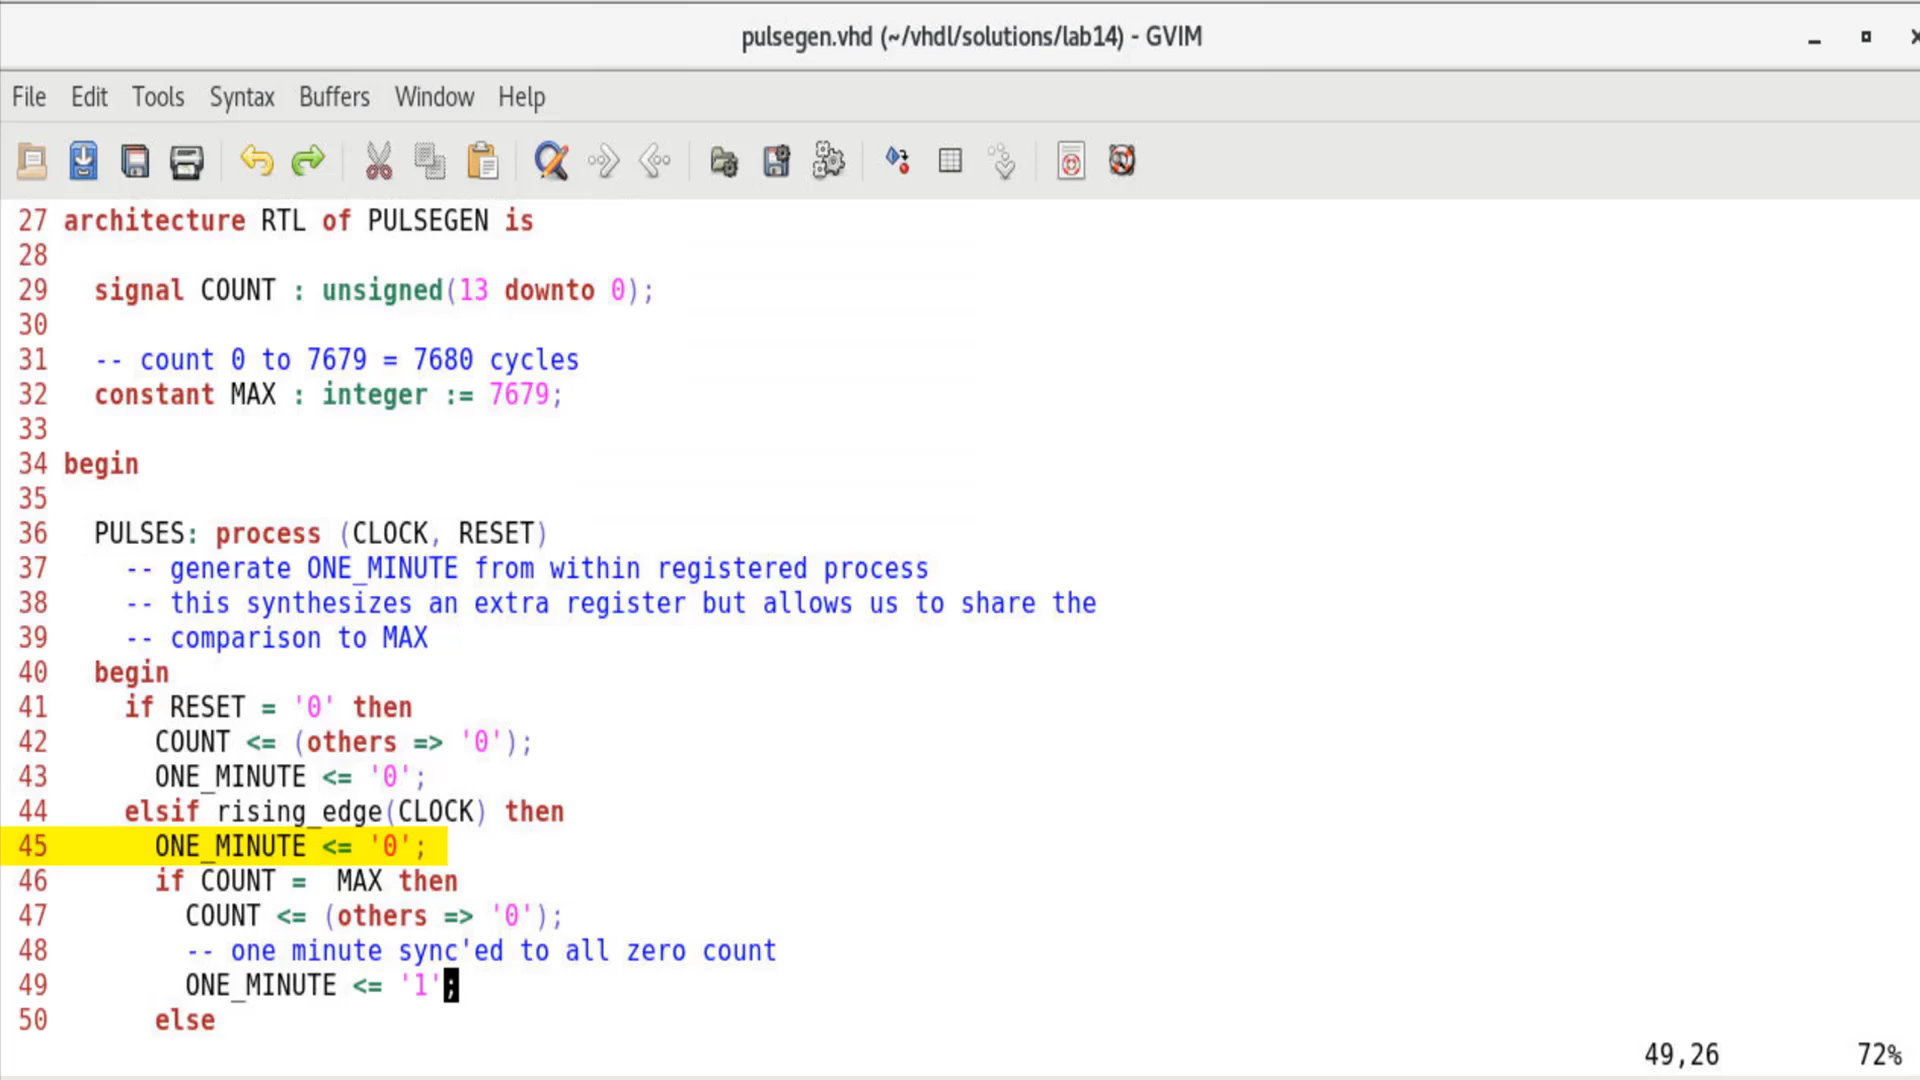 pulsegen.vhd (~/vhdl/solutions/lab14) - GVIM
File Edit Tools Syntax Buffers Window Help
27 architecture RTL of PULSEGEN is
28
29 signal COUNT : unsigned(13 downto 0);
30
31 -- count 0 to 7679 = 7680 cycles
32 constant MAX : integer := 7679;
33
34 begin
35
36 PULSES: process (CLOCK, RESET)
37 -- generate ONE_MINUTE from within registered process
38 -- this synthesizes an extra register but allows us to share the
39 -- comparison to MAX
40 begin
41 if RESET = '0' then
42 COUNT <= (others => '0');
43 ONE_MINUTE <= '0';
44 elsif rising_edge(CLOCK) then
45 ONE_MINUTE <= '0';
46 if COUNT =  MAX then
47 COUNT <= (others => '0');
48 -- one minute sync'ed to all zero count
49 ONE_MINUTE <= '1';
50 else
49,26 72%